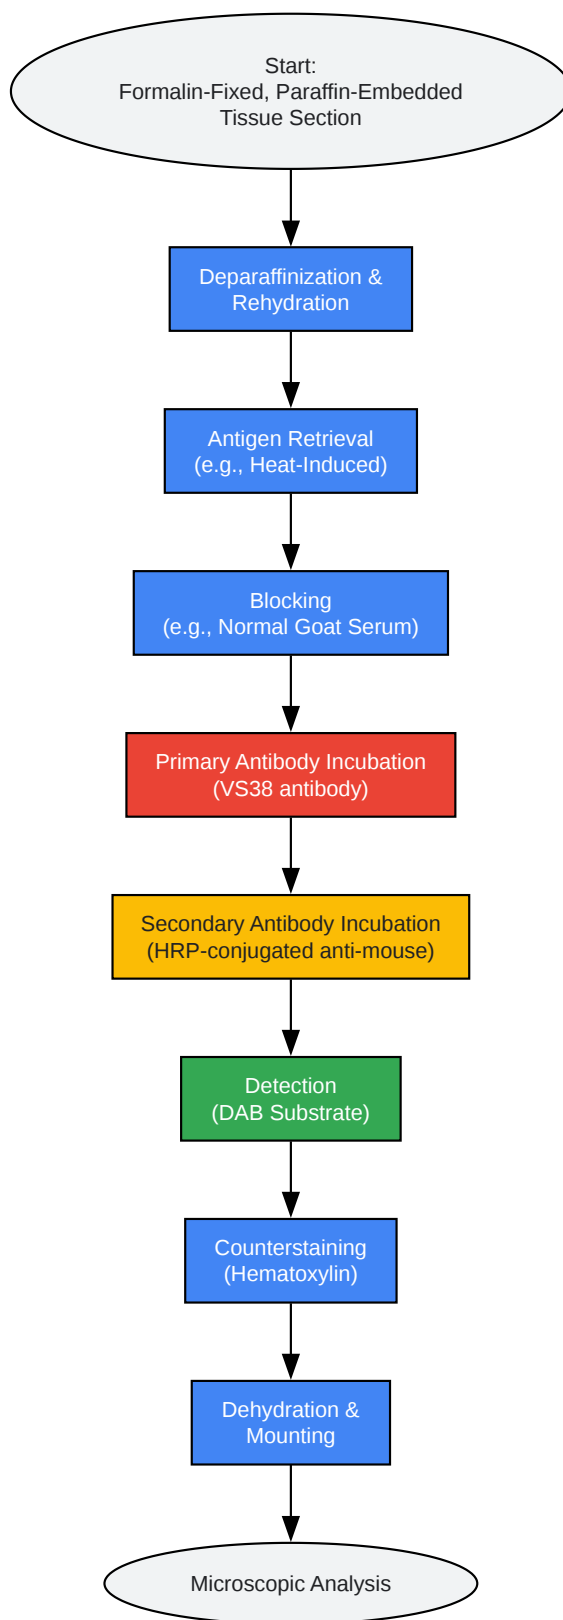 Start:
Formalin-Fixed, Paraffin-Embedded
Tissue Section
Deparaffinization &
Rehydration
Antigen Retrieval
(e.g., Heat-Induced)
Blocking
(e.g., Normal Goat Serum)
Primary Antibody Incubation
(VS38 antibody)
Secondary Antibody Incubation
(HRP-conjugated anti-mouse)
Detection
(DAB Substrate)
Counterstaining
(Hematoxylin)
Dehydration &
Mounting
Microscopic Analysis